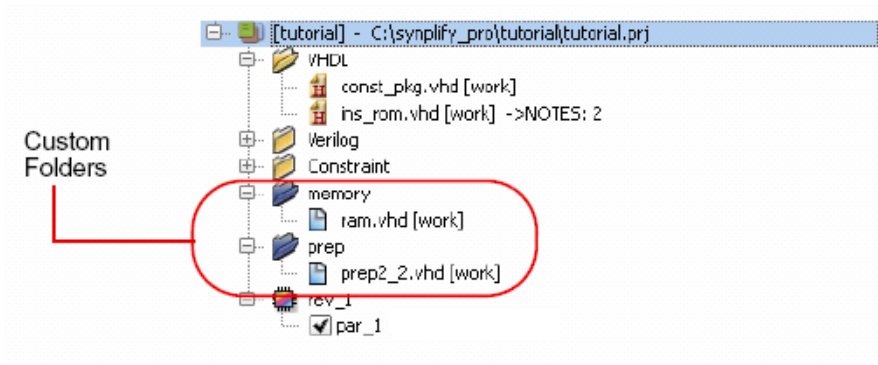 [tutorial] - C:\synplify_pro\tutorial\tutorial.prj
VHDL
const_pkg.vhd [work]
ins_rom.vhd [work] ->NOTES: 2
Verilog
Constraint
memory
ram.vhd [work]
prep
prep2_2.vhd [work]
rev_1
par_1
Custom
Folders